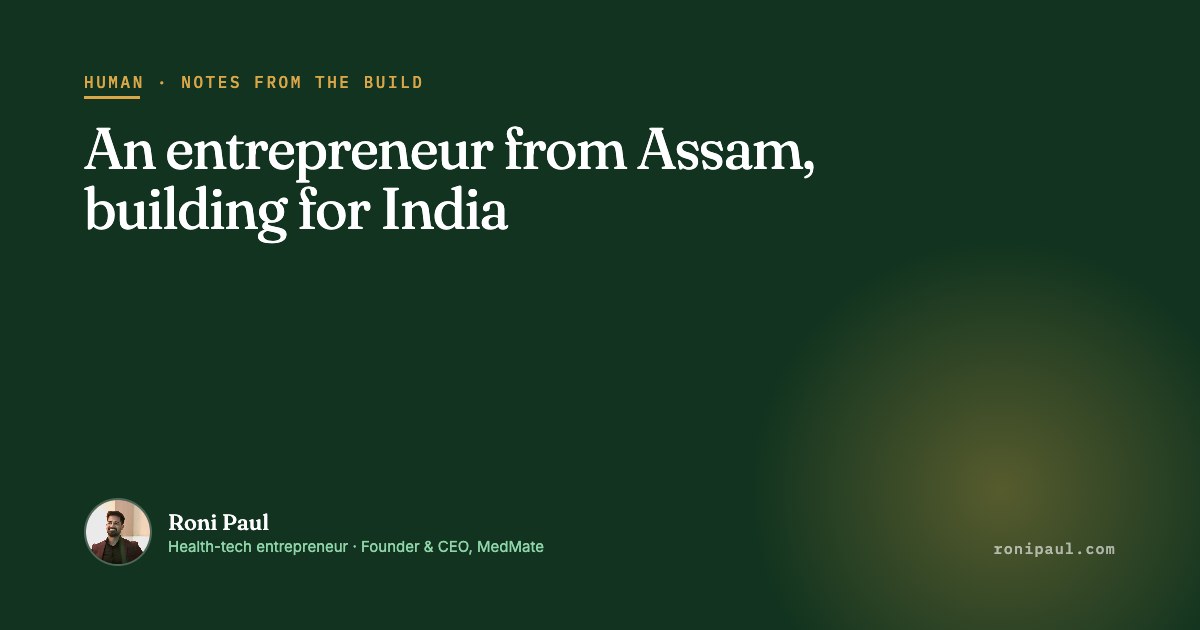 HUMAN · NOTES FROM THE BUILD
An entrepreneur from Assam,
building for India
Roni Paul
Health-tech entrepreneur · Founder & CEO, MedMate
ronipaul.com